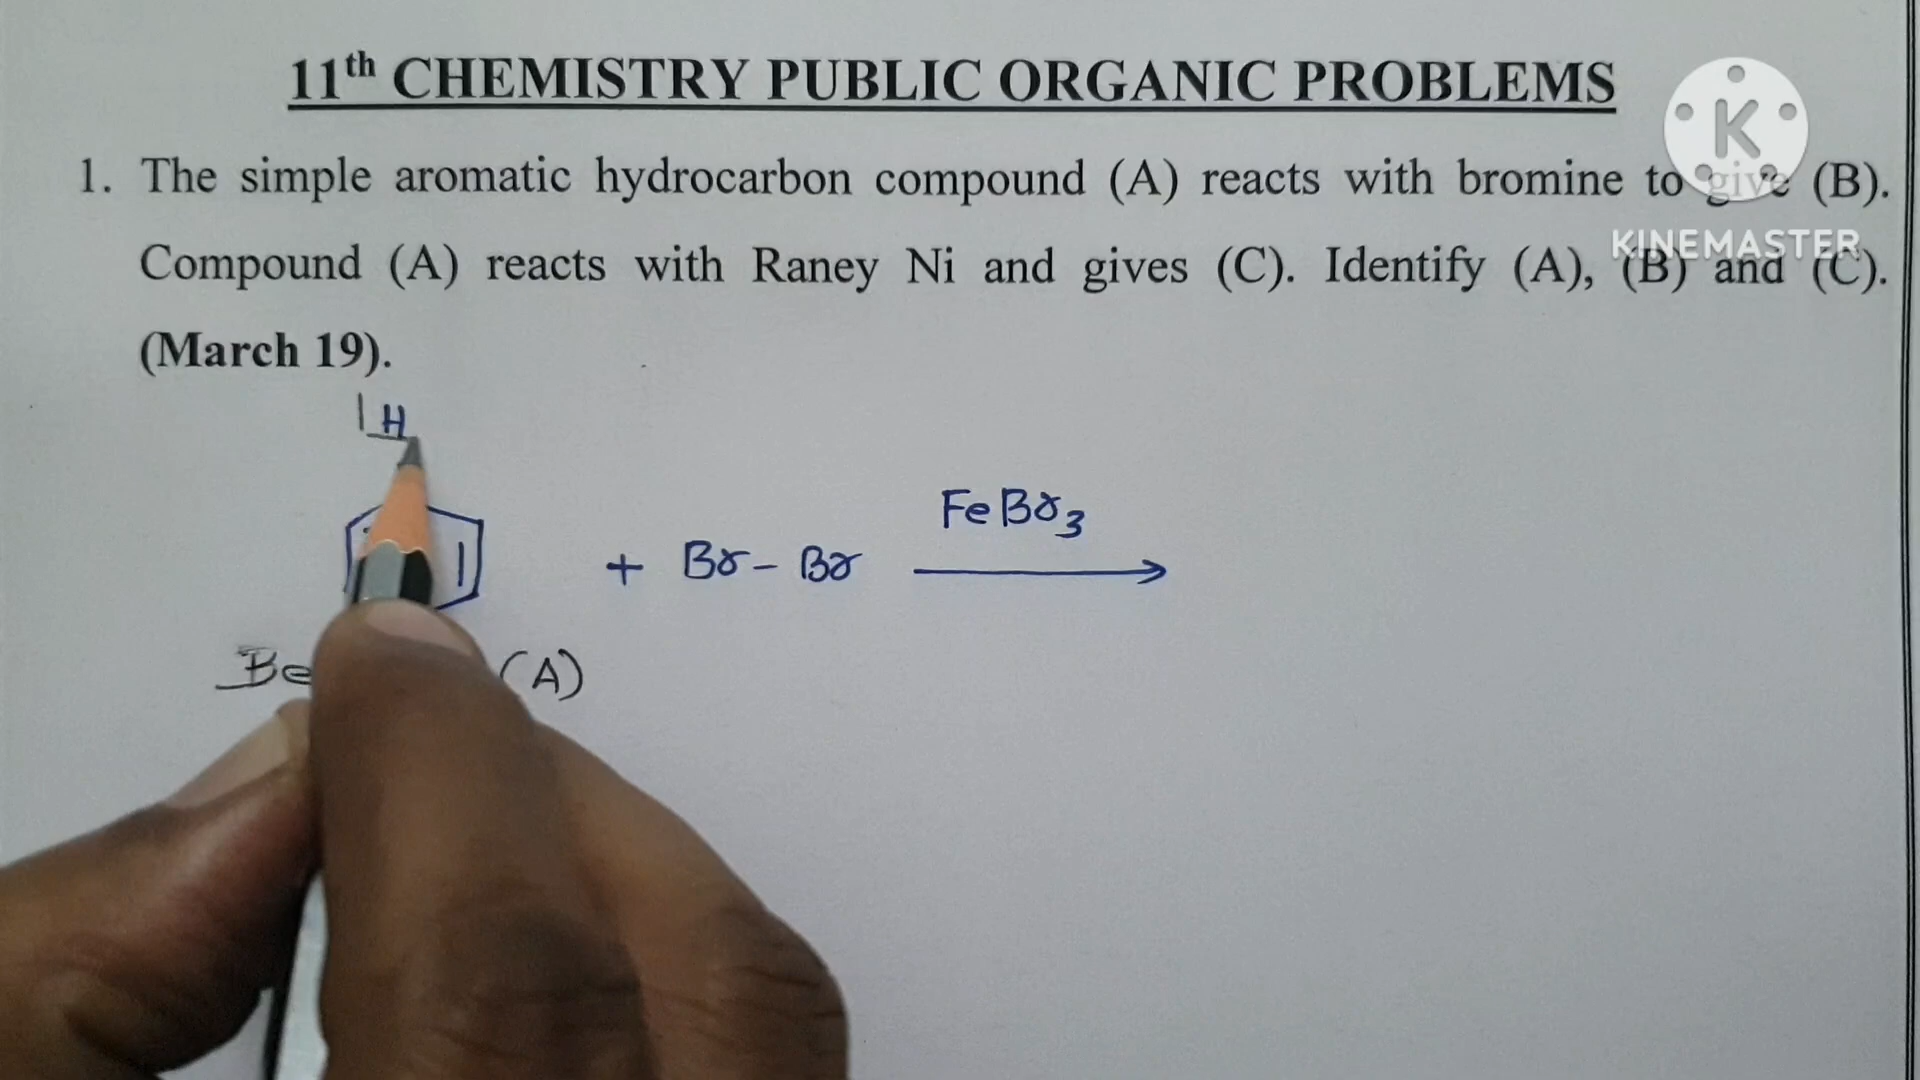 11th CHEMISTRY PUBLIC ORGANIC PROBLEMS
K
1. The simple aromatic hydrocarbon compound (A) reacts with bromine to give (B).
KINEMASTER
Compound (A) reacts with Raney Ni and gives (C). Identify (A), (B) and (C).
(March 19).
H
FeBr3
+ Br - Br
(A)